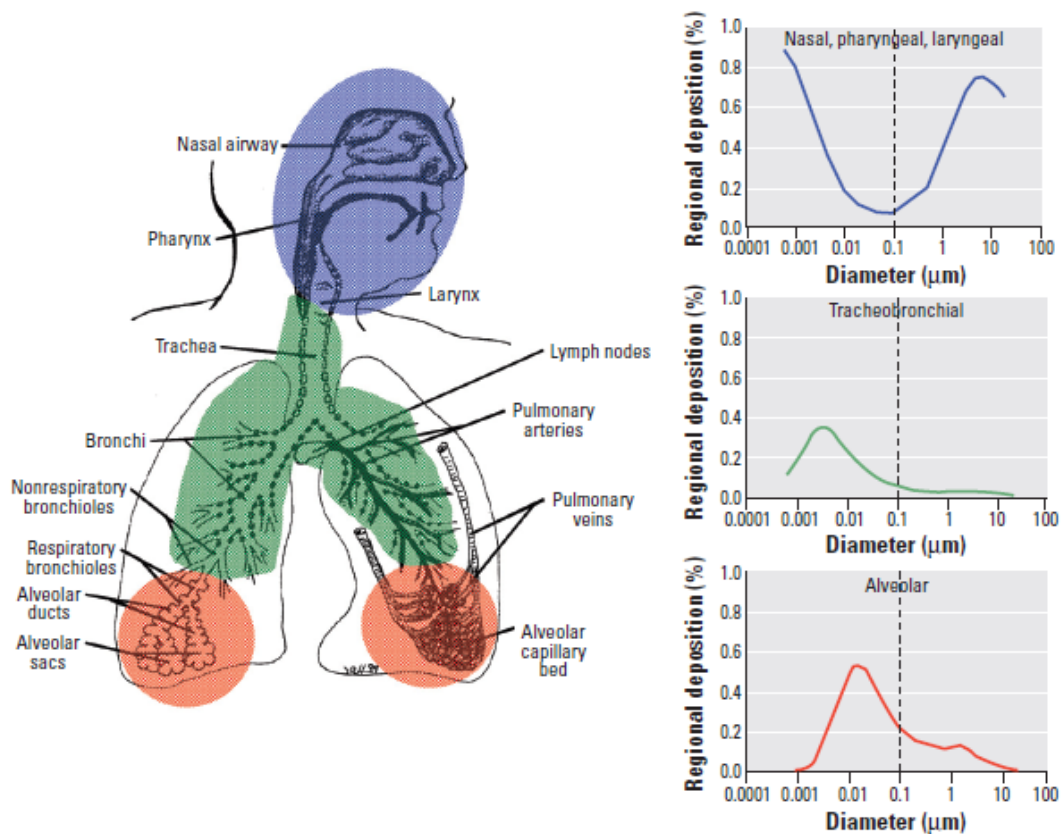 Nasal airway
Pharynx
Larynx
Trachea
Lymph nodes
Bronchi
Pulmonary
arteries
Nonrespiratory
bronchioles
Pulmonary
veins
Respiratory
bronchioles
Alveolar
ducts
Alveolar
sacs
Alveolar
capillary
bed
Nasal, pharyngeal, laryngeal
Regional deposition (%)
1.0
0.8
0.6
0.4
0.2
0.0
0.0001 0.001 0.01 0.1 1 10 100
Diameter (μm)
Tracheobronchial
Regional deposition (%)
1.0
0.8
0.6
0.4
0.2
0.0
0.0001 0.001 0.01 0.1 1 10 100
Diameter (μm)
Alveolar
Regional deposition (%)
1.0
0.8
0.6
0.4
0.2
0.0
0.0001 0.001 0.01 0.1 1 10 100
Diameter (μm)